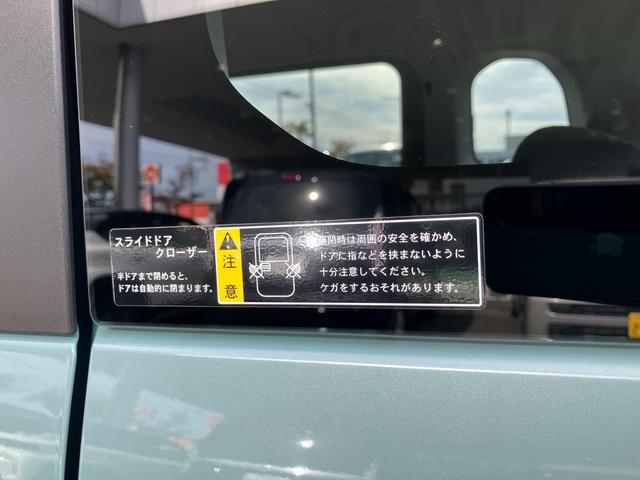 スライドドア
クローザー
半ドアまで閉めると、
ドアは自動的に閉まります。
注意
開閉時は周囲の安全を確かめ、
ドアに指などを挟まないように
十分注意してください。
ケガをするおそれがあります。